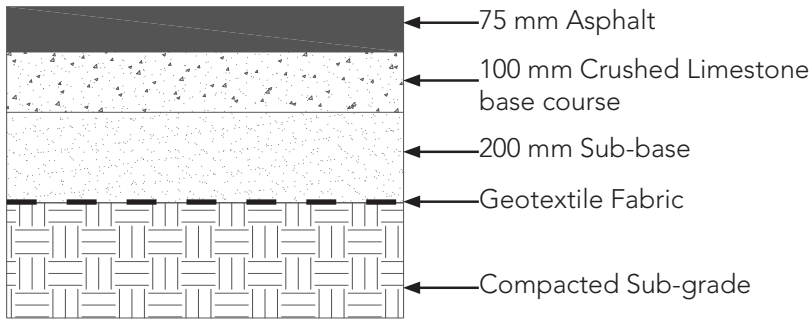 75 mm Asphalt
100 mm Crushed Limestone
base course
200 mm Sub-base
Geotextile Fabric
Compacted Sub-grade